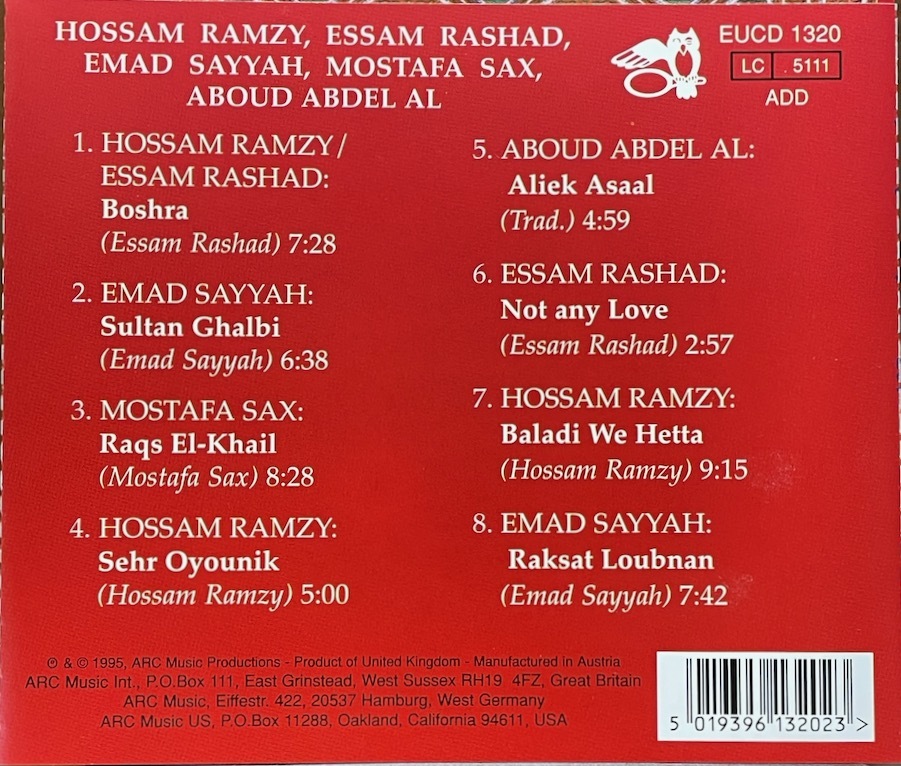 HOSSAM RAMZY, ESSAM RASHAD,
EMAD SAYYAH, MOSTAFA SAX,
ABOUD ABDEL AL
EUCD 1320
LC 5111
ADD
1. HOSSAM RAMZY/
ESSAM RASHAD:
Boshra
(Essam Rashad) 7:28
2. EMAD SAYYAH:
Sultan Ghalbi
(Emad Sayyah) 6:38
3. MOSTAFA SAX:
Raqs El-Khail
(Mostafa Sax) 8:28
4. HOSSAM RAMZY:
Sehr Oyounik
(Hossam Ramzy) 5:00
5. ABOUD ABDEL AL:
Aliek Asaal
(Trad.) 4:59
6. ESSAM RASHAD:
Not any Love
(Essam Rashad) 2:57
7. HOSSAM RAMZY:
Baladi We Hetta
(Hossam Ramzy) 9:15
8. EMAD SAYYAH:
Raksat Loubnan
(Emad Sayyah) 7:42
℗ & © 1995, ARC Music Productions - Product of United Kingdom - Manufactured in Austria
ARC Music Int., P.O.Box 111, East Grinstead, West Sussex RH19 4FZ, Great Britain
ARC Music, Eiffestr. 422, 20537 Hamburg, West Germany
ARC Music US, P.O.Box 11288, Oakland, California 94611, USA
5 019396 132023 >